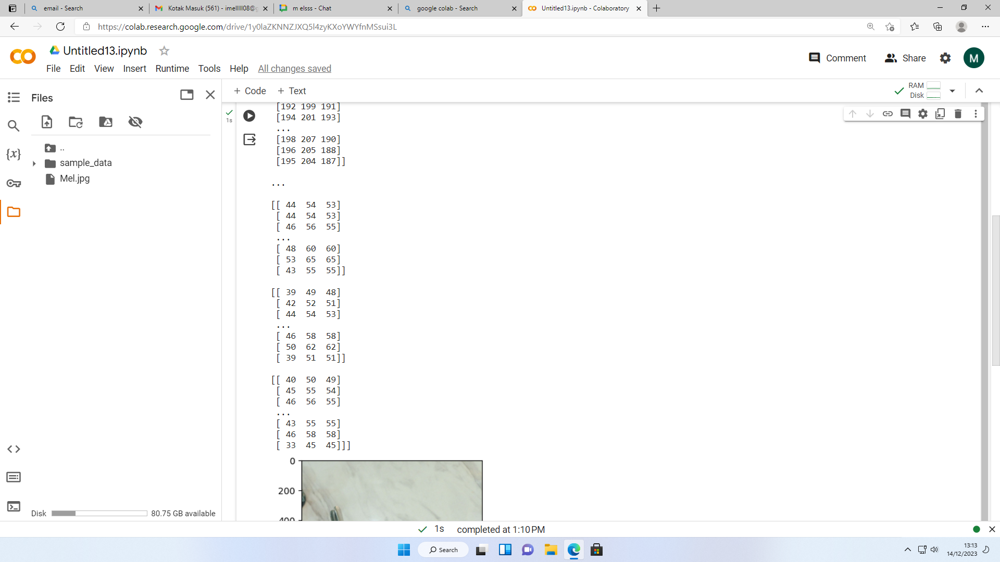 email - Search
Kotak Masuk (561) - imelllll08@g
m elsss - Chat
google colab - Search
Untitled13.ipynb - Colaboratory
https://colab.research.google.com/drive/1y0laZKNNZJXQ5l4zyKXoYWYfnMSsui3L
Untitled13.ipynb
Comment
Share
M
File Edit View Insert Runtime Tools Help All changes saved
Files
+ Code + Text
RAM
Disk
1s
..
sample_data
Mel.jpg
{x}
[192 199 191]
[194 201 193]
...
[198 207 190]
[196 205 188]
[195 204 187]]
...
[[ 44 54 53]
[ 44 54 53]
[ 46 56 55]
...
[ 48 60 60]
[ 53 65 65]
[ 43 55 55]]
[[ 39 49 48]
[ 42 52 51]
[ 44 54 53]
...
[ 46 58 58]
[ 50 62 62]
[ 39 51 51]]
[[ 40 50 49]
[ 45 55 54]
[ 46 56 55]
...
[ 43 55 55]
[ 46 58 58]
[ 33 45 45]]]
0
200
400
Disk 80.75 GB available
1s completed at 1:10 PM
Search
13:13
14/12/2023